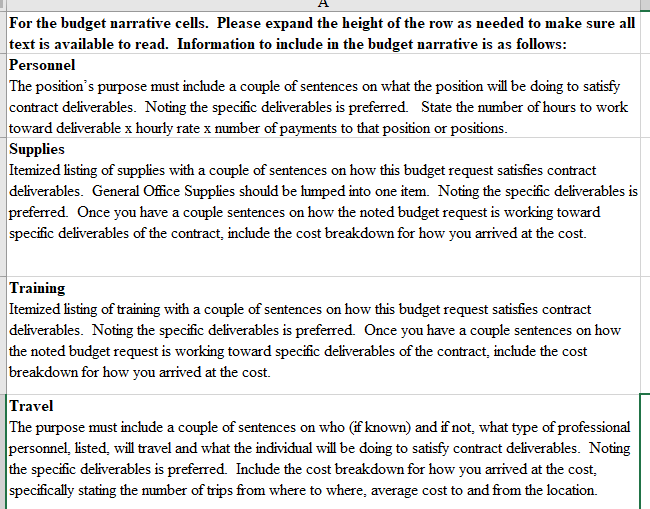 A
For the budget narrative cells.  Please expand the height of the row as needed to make sure all
text is available to read.  Information to include in the budget narrative is as follows:
Personnel
The position's purpose must include a couple of sentences on what the position will be doing to satisfy
contract deliverables.  Noting the specific deliverables is preferred.   State the number of hours to work
toward deliverable x hourly rate x number of payments to that position or positions.
Supplies
Itemized listing of supplies with a couple of sentences on how this budget request satisfies contract
deliverables.  General Office Supplies should be lumped into one item.  Noting the specific deliverables is
preferred.  Once you have a couple sentences on how the noted budget request is working toward
specific deliverables of the contract, include the cost breakdown for how you arrived at the cost.
Training
Itemized listing of training with a couple of sentences on how this budget request satisfies contract
deliverables.  Noting the specific deliverables is preferred.  Once you have a couple sentences on how
the noted budget request is working toward specific deliverables of the contract, include the cost
breakdown for how you arrived at the cost.
Travel
The purpose must include a couple of sentences on who (if known) and if not, what type of professional
personnel, listed, will travel and what the individual will be doing to satisfy contract deliverables.  Noting
the specific deliverables is preferred.  Include the cost breakdown for how you arrived at the cost,
specifically stating the number of trips from where to where, average cost to and from the location.